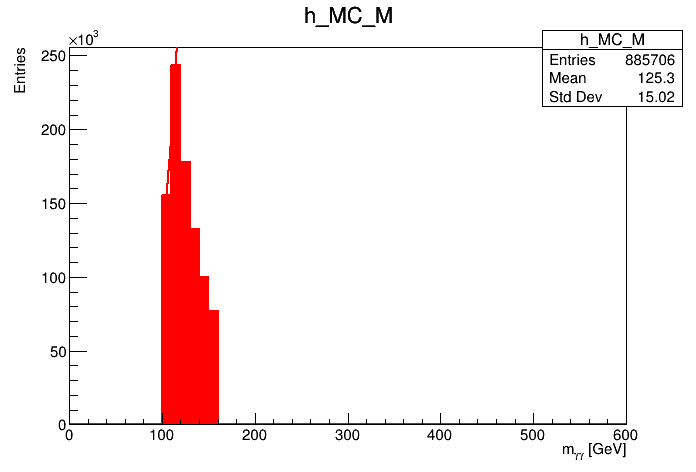 h_MC_M
×10³
h_MC_M
Entries 885706
Mean 125.3
Std Dev 15.02
Entries
250
200
150
100
50
0
0 100 200 300 400 500 600
m_γγ [GeV]